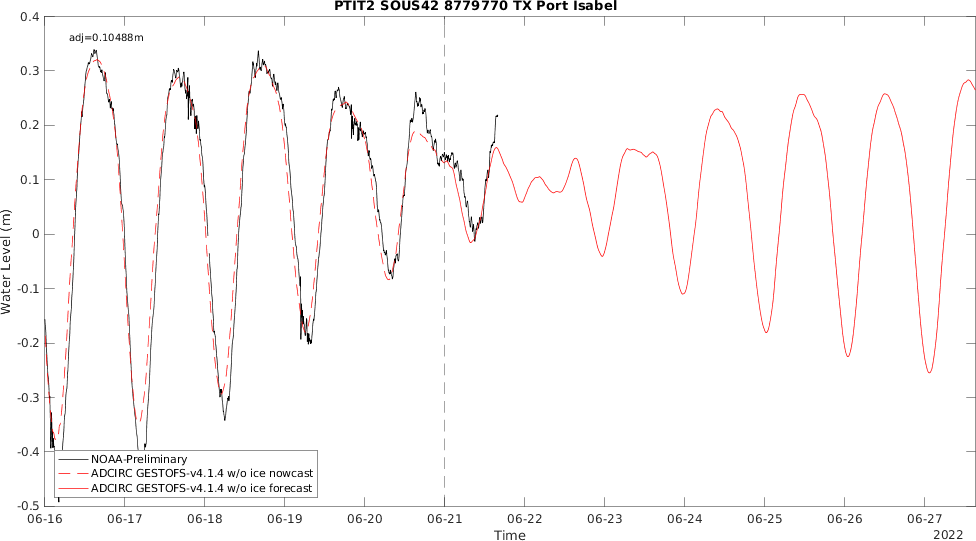 PTIT2 SOUS42 8779770 TX Port Isabel
adj=0.10488m
0.4
0.3
0.2
0.1
0
-0.1
-0.2
-0.3
-0.4
-0.5
Water Level (m)
NOAA-Preliminary
ADCIRC GESTOFS-v4.1.4 w/o ice nowcast
ADCIRC GESTOFS-v4.1.4 w/o ice forecast
06-16 06-17 06-18 06-19 06-20 06-21 06-22 06-23 06-24 06-25 06-26 06-27
Time
2022